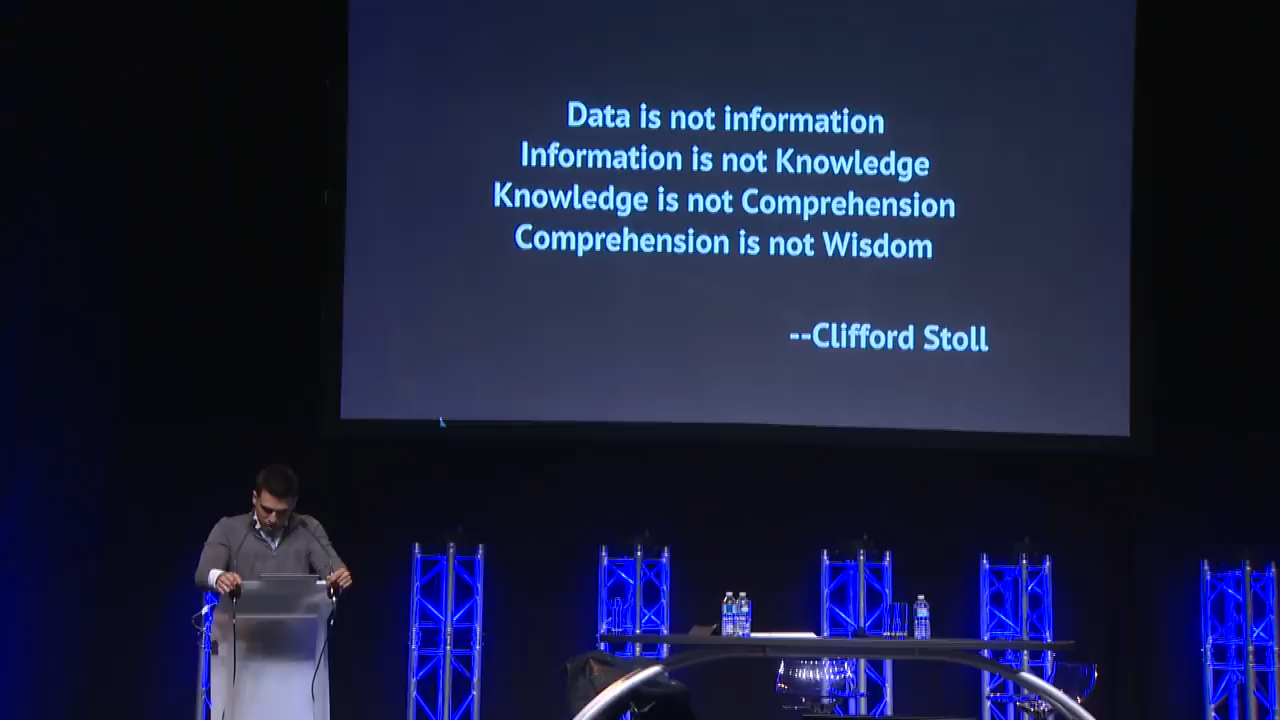 Data is not information
Information is not Knowledge
Knowledge is not Comprehension
Comprehension is not Wisdom
--Clifford Stoll